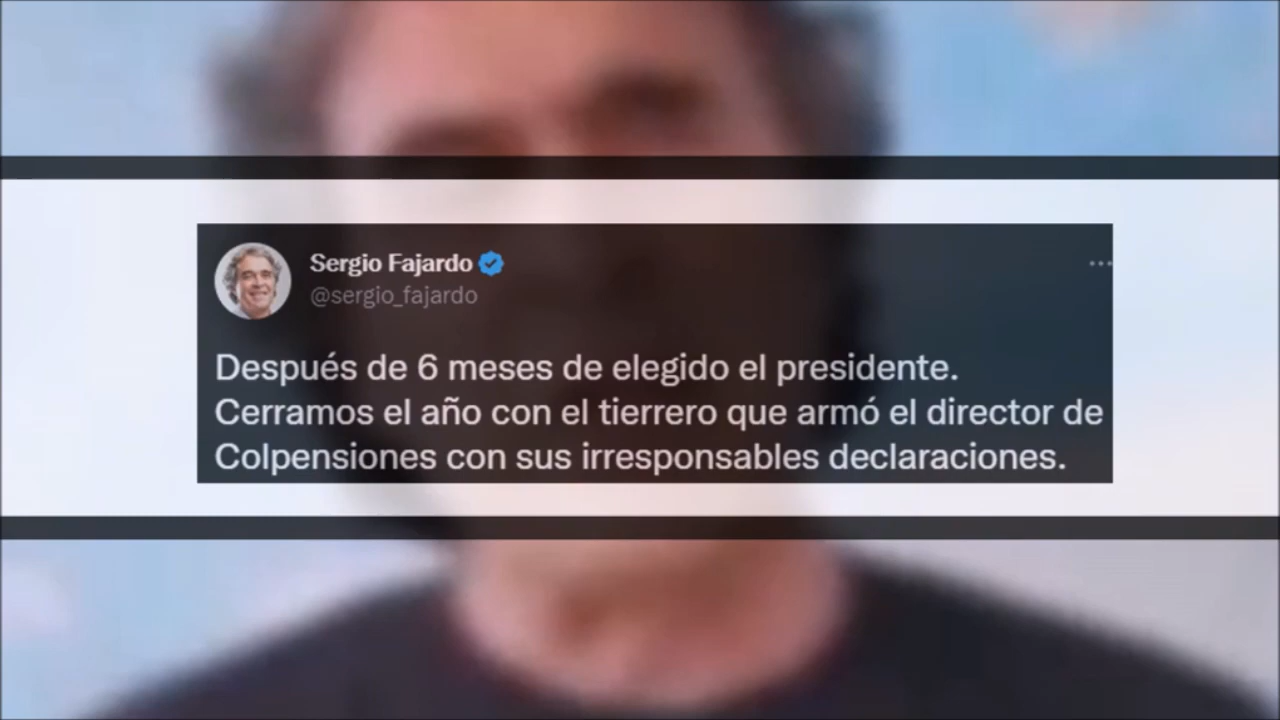 Sergio Fajardo
@sergio_fajardo
Después de 6 meses de elegido el presidente.
Cerramos el año con el tierrero que armó el director de
Colpensiones con sus irresponsables declaraciones.